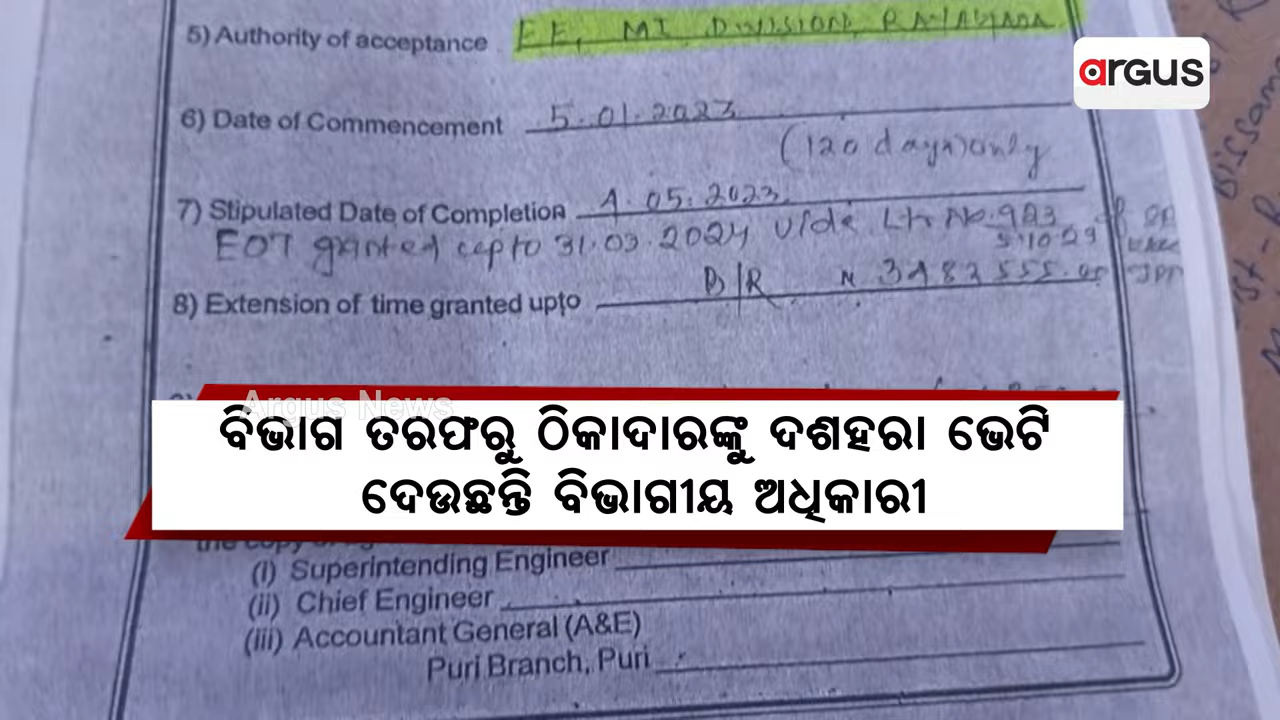 5) Authority of acceptance EE, MI DIVISION, RAYAGADA
argus
6) Date of Commencement 5.01.2023
(120 days) only
7) Stipulated Date of Completion 4.05.2023
EOT granted upto 31.03.2024 vide Ltr No.
8) Extension of time granted upto D/R
Argus News
ବିଭାଗ ତରଫରୁ ଠିକାଦାରଙ୍କୁ ଦଶହରା ଭେଟି
ଦେଉଛନ୍ତି ବିଭାଗୀୟ ଅଧିକାରୀ
(i) Superintending Engineer
(ii) Chief Engineer
(iii) Accountant General (A&E)
Puri Branch, Puri